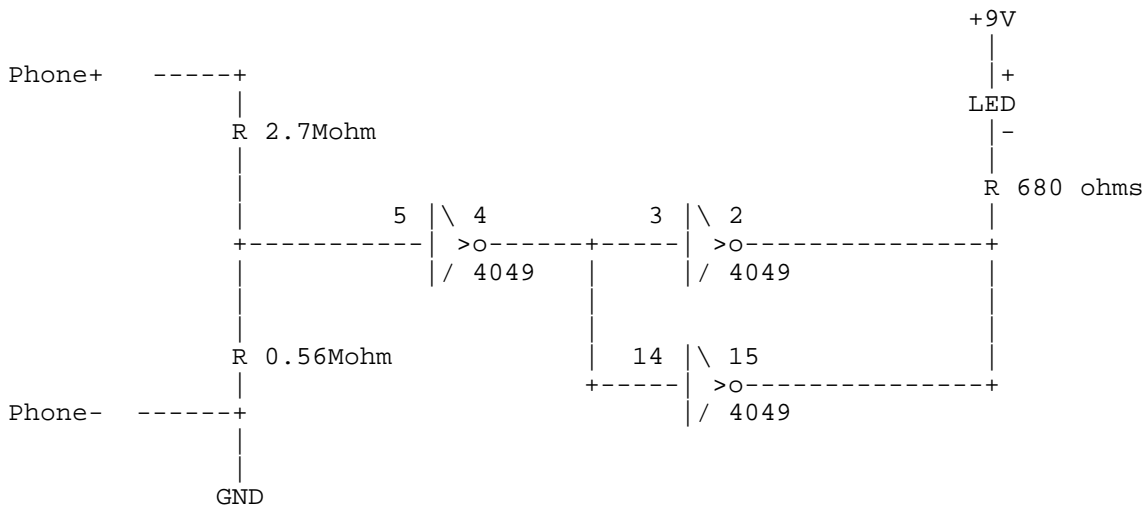 +9V
Phone+ -----+ |+
| LED
R 2.7Mohm |-
R 680 ohms
5 |\ 4 3 |\ 2
+-----------| >o------+-----| >o---------------+
|/ 4049 |/ 4049
R 0.56Mohm 14 |\ 15
+-----| >o---------------+
Phone- ------+ |/ 4049
GND